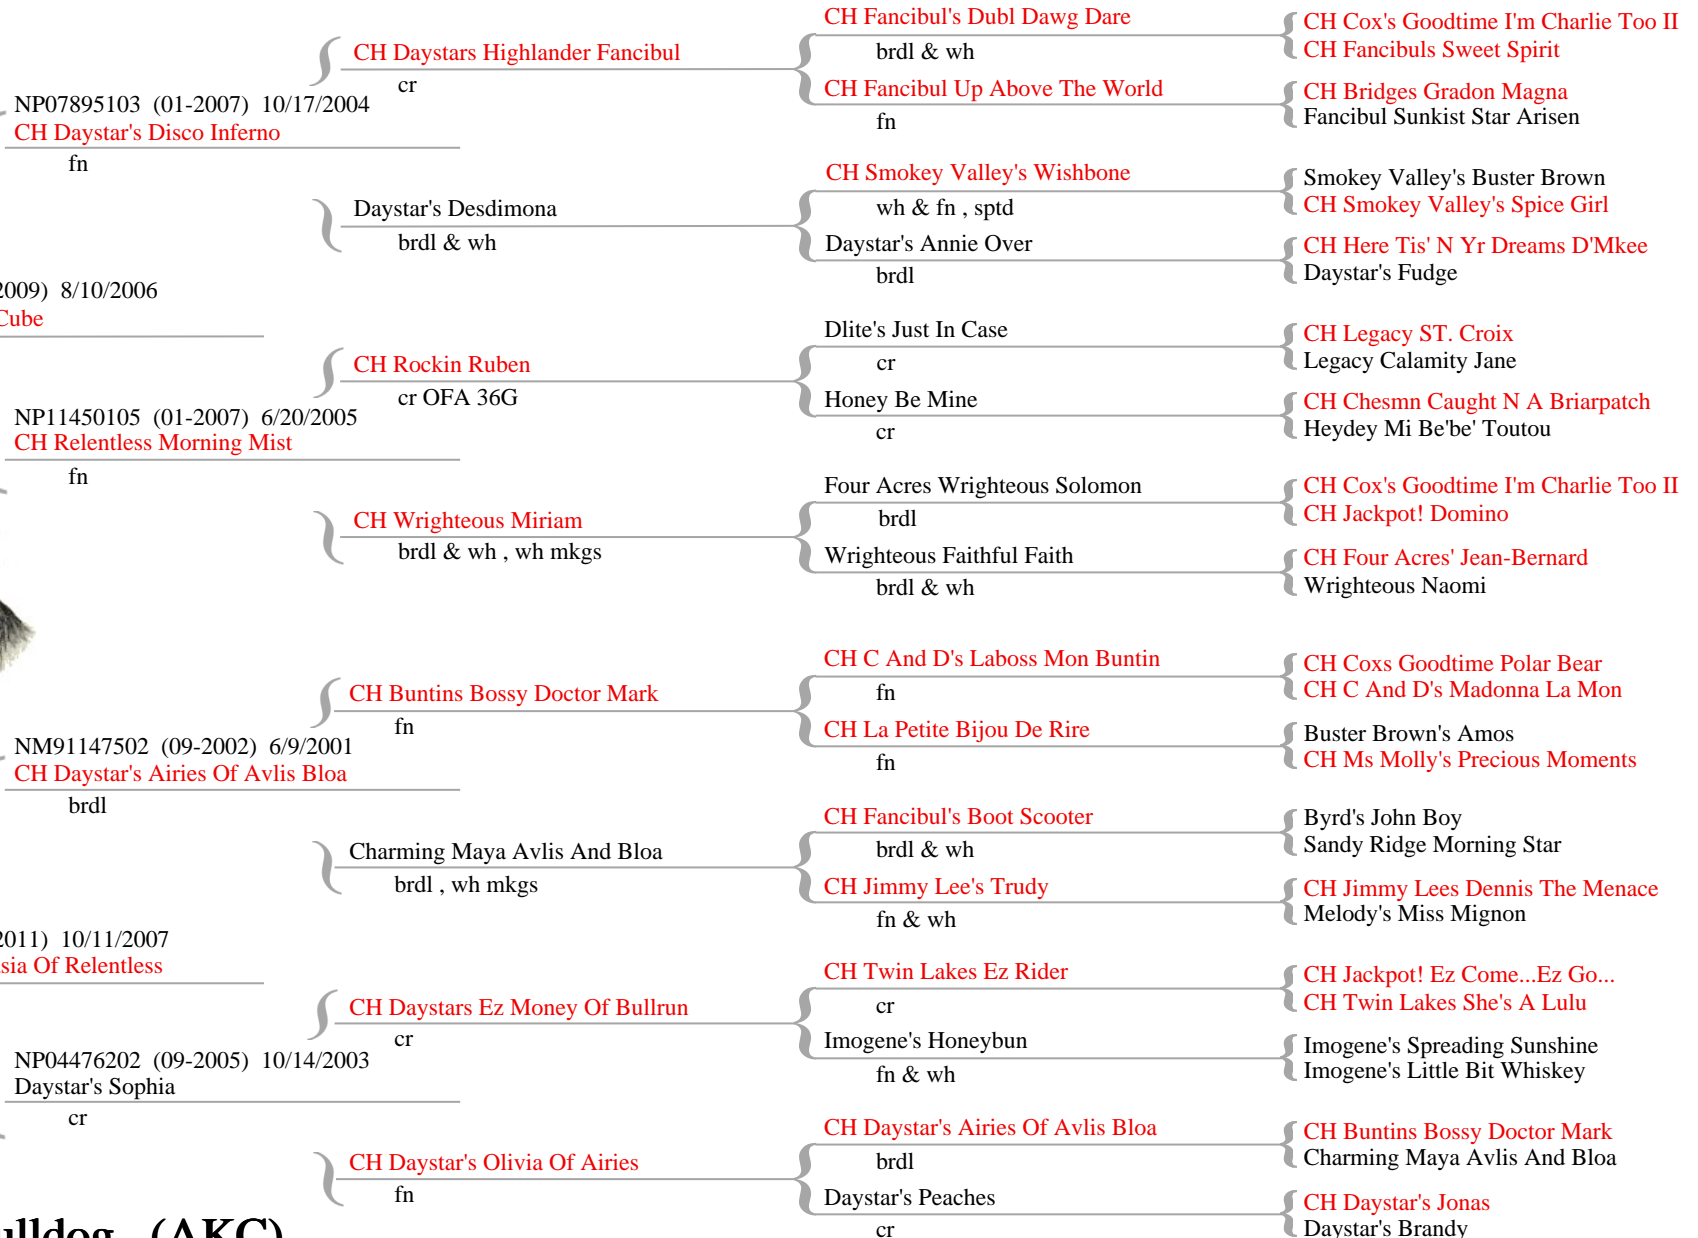 2009) 8/10/2006
Cube
2011) 10/11/2007
sia Of Relentless
ulldog (AKC)
NP07895103 (01-2007) 10/17/2004
CH Daystar's Disco Inferno
fn
NP11450105 (01-2007) 6/20/2005
CH Relentless Morning Mist
fn
NM91147502 (09-2002) 6/9/2001
CH Daystar's Airies Of Avlis Bloa
brdl
NP04476202 (09-2005) 10/14/2003
Daystar's Sophia
cr
CH Daystars Highlander Fancibul
cr
Daystar's Desdimona
brdl & wh
CH Rockin Ruben
cr OFA 36G
CH Wrighteous Miriam
brdl & wh , wh mkgs
CH Buntins Bossy Doctor Mark
fn
Charming Maya Avlis And Bloa
brdl , wh mkgs
CH Daystars Ez Money Of Bullrun
cr
CH Daystar's Olivia Of Airies
fn
CH Fancibul's Dubl Dawg Dare
brdl & wh
CH Fancibul Up Above The World
fn
CH Smokey Valley's Wishbone
wh & fn , sptd
Daystar's Annie Over
brdl
Dlite's Just In Case
cr
Honey Be Mine
cr
Four Acres Wrighteous Solomon
brdl
Wrighteous Faithful Faith
brdl & wh
CH C And D's Laboss Mon Buntin
fn
CH La Petite Bijou De Rire
fn
CH Fancibul's Boot Scooter
brdl & wh
CH Jimmy Lee's Trudy
fn & wh
CH Twin Lakes Ez Rider
cr
Imogene's Honeybun
fn & wh
CH Daystar's Airies Of Avlis Bloa
brdl
Daystar's Peaches
cr
CH Cox's Goodtime I'm Charlie Too II
CH Fancibuls Sweet Spirit
CH Bridges Gradon Magna
Fancibul Sunkist Star Arisen
Smokey Valley's Buster Brown
CH Smokey Valley's Spice Girl
CH Here Tis' N Yr Dreams D'Mkee
Daystar's Fudge
CH Legacy ST. Croix
Legacy Calamity Jane
CH Chesmn Caught N A Briarpatch
Heydey Mi Be'be' Toutou
CH Cox's Goodtime I'm Charlie Too II
CH Jackpot! Domino
CH Four Acres' Jean-Bernard
Wrighteous Naomi
CH Coxs Goodtime Polar Bear
CH C And D's Madonna La Mon
Buster Brown's Amos
CH Ms Molly's Precious Moments
Byrd's John Boy
Sandy Ridge Morning Star
CH Jimmy Lees Dennis The Menace
Melody's Miss Mignon
CH Jackpot! Ez Come...Ez Go...
CH Twin Lakes She's A Lulu
Imogene's Spreading Sunshine
Imogene's Little Bit Whiskey
CH Buntins Bossy Doctor Mark
Charming Maya Avlis And Bloa
CH Daystar's Jonas
Daystar's Brandy